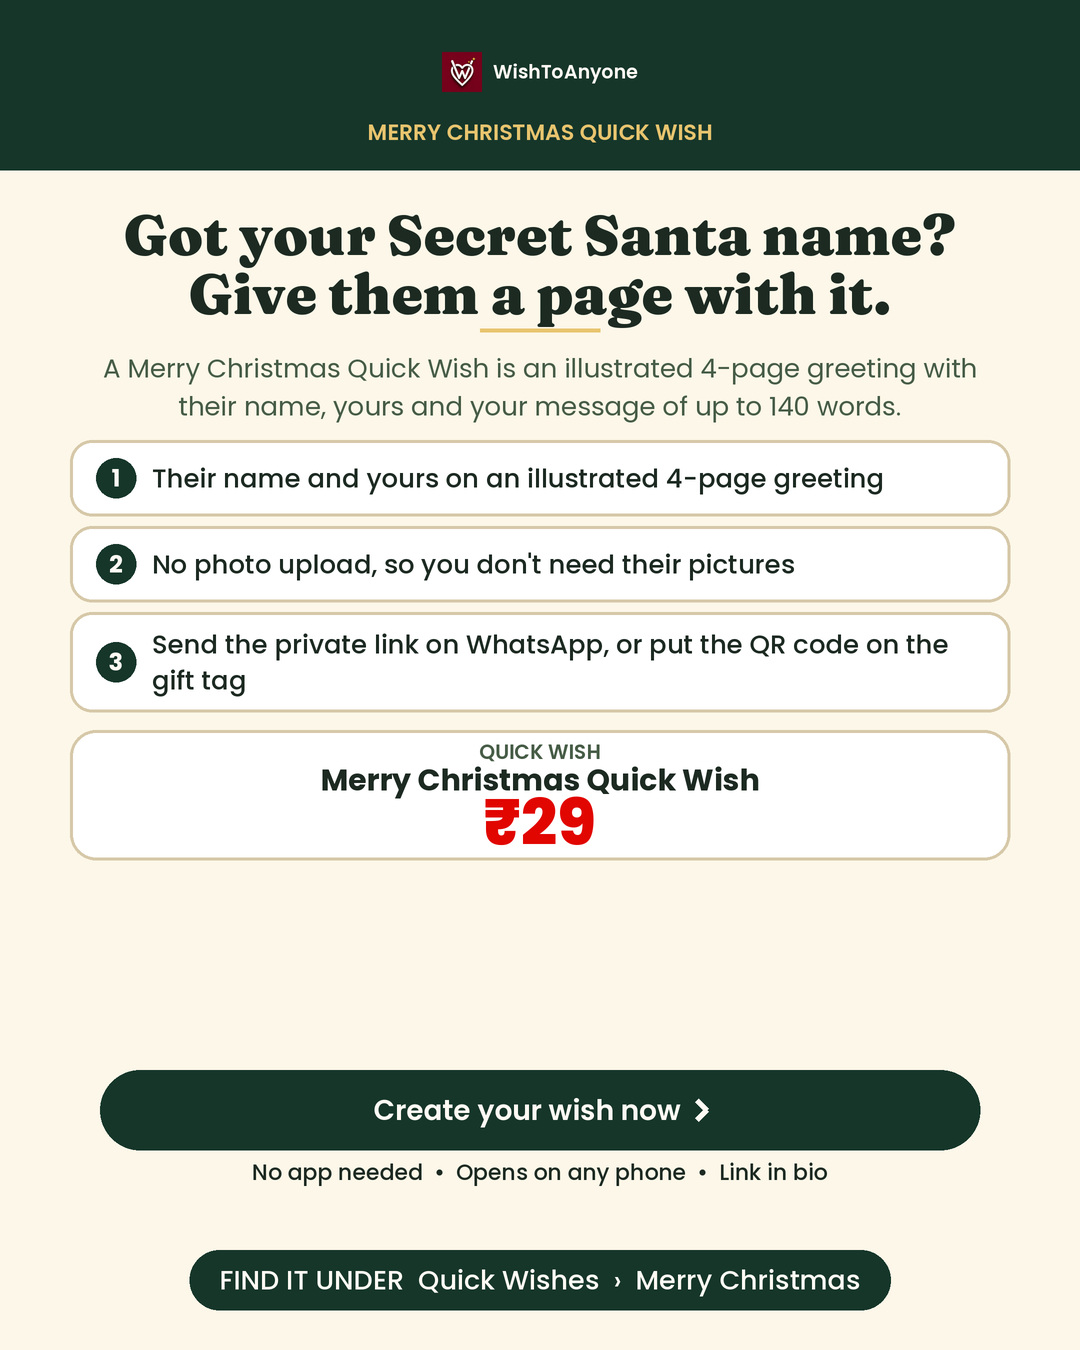 WishToAnyone
MERRY CHRISTMAS QUICK WISH
Got your Secret Santa name?
Give them a page with it.
A Merry Christmas Quick Wish is an illustrated 4-page greeting with
their name, yours and your message of up to 140 words.
1 Their name and yours on an illustrated 4-page greeting
2 No photo upload, so you don't need their pictures
3 Send the private link on WhatsApp, or put the QR code on the
gift tag
QUICK WISH
Merry Christmas Quick Wish
₹29
Create your wish now >
No app needed • Opens on any phone • Link in bio
FIND IT UNDER Quick Wishes › Merry Christmas